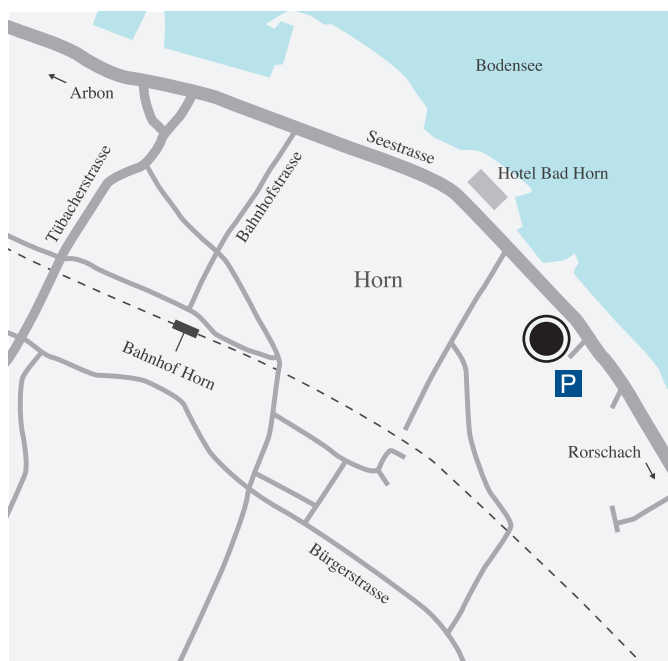 Bodensee
Arbon
Seestrasse
Hotel Bad Horn
Tübacherstrasse
Bahnhofstrasse
Horn
Bahnhof Horn
P
Rorschach
Bürgerstrasse